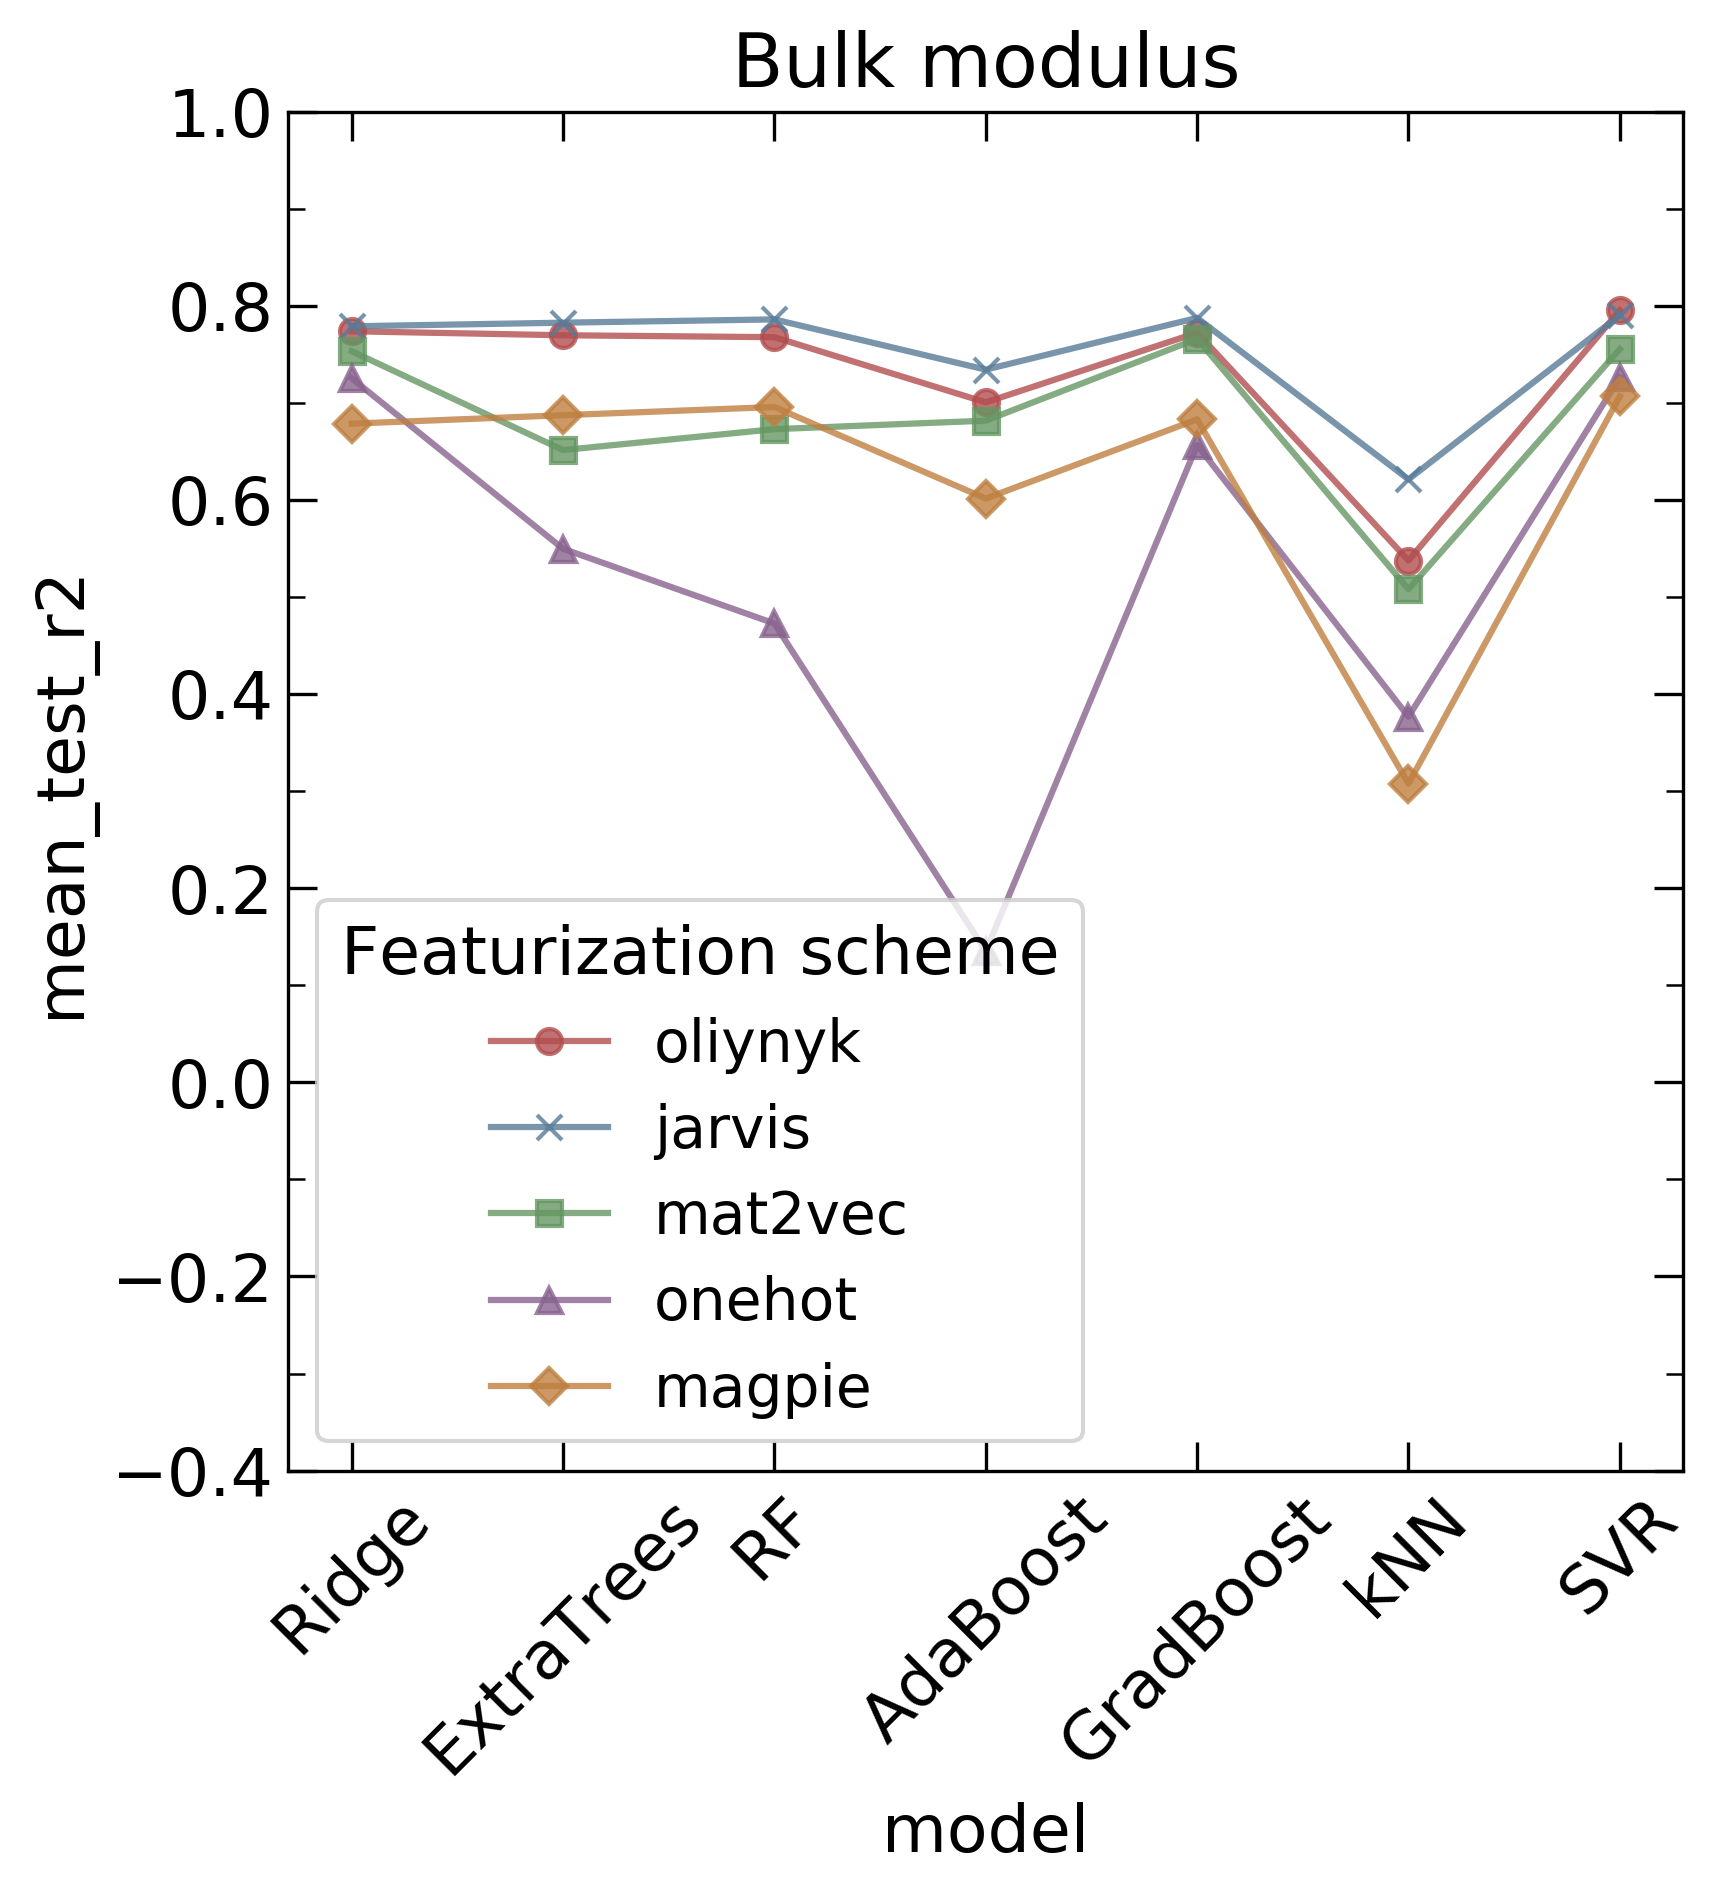 Bulk modulus
1.0
0.8
0.6
0.4
0.2
0.0
−0.2
−0.4
mean_test_r2
Featurization scheme
oliynyk
jarvis
mat2vec
onehot
magpie
Ridge
ExtraTrees
RF
AdaBoost
GradBoost
kNN
SVR
model